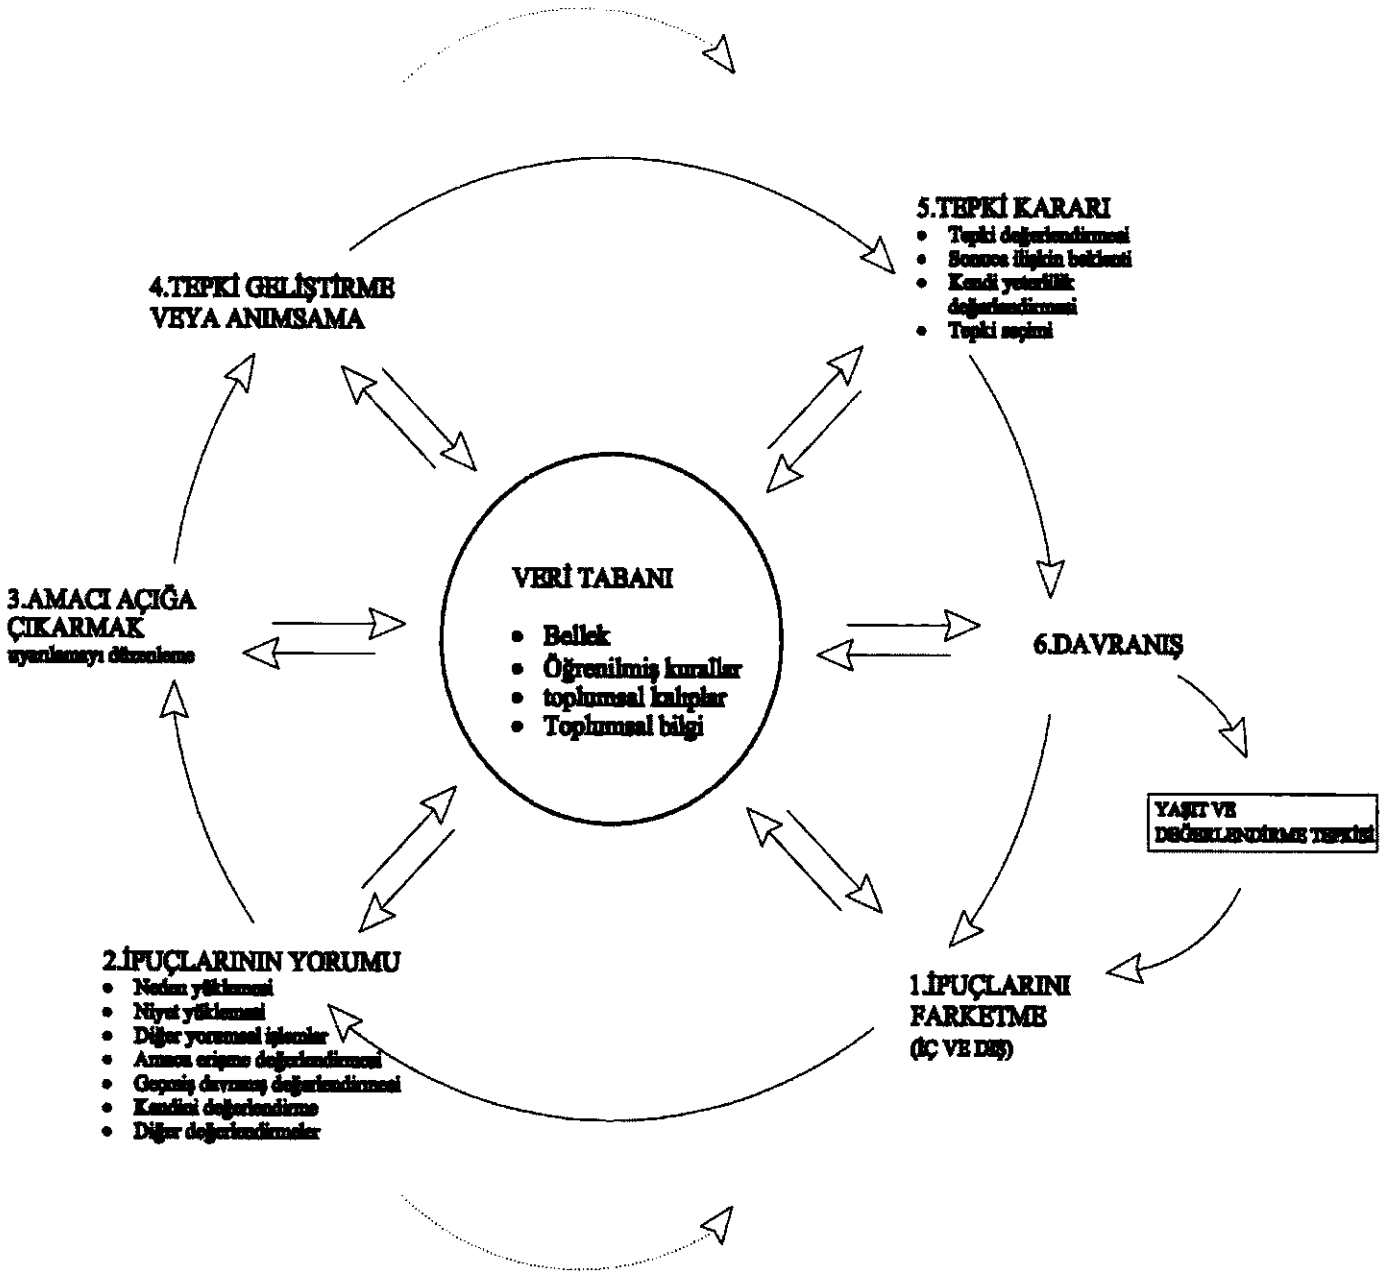 5.TEPKİ KARARI
• Tepki değerlendirmesi
• Sonuca ilişkin beklenti
• Kendi yeterlilik
değerlendirmesi
• Tepki seçimi
4.TEPKİ GELİŞTİRME
VEYA ANIMSAMA
VERİ TABANI
• Bellek
• Öğrenilmiş kurallar
• toplumsal kalıplar
• Toplumsal bilgi
3.AMACI AÇIĞA
ÇIKARMAK
uyarılamayı düzenleme
6.DAVRANIŞ
YAŞIT VE
DEĞERLENDİRME TEPKİSİ
2.İPUÇLARININ YORUMU
• Neden yüklemesi
• Niyet yüklemesi
• Diğer yorumsal işlemler
• Amaca erişme değerlendirmesi
• Geçmiş davranış değerlendirmesi
• Kendini değerlendirme
• Diğer değerlendirmeler
1.İPUÇLARINI
FARKETME
(İÇ VE DIŞ)